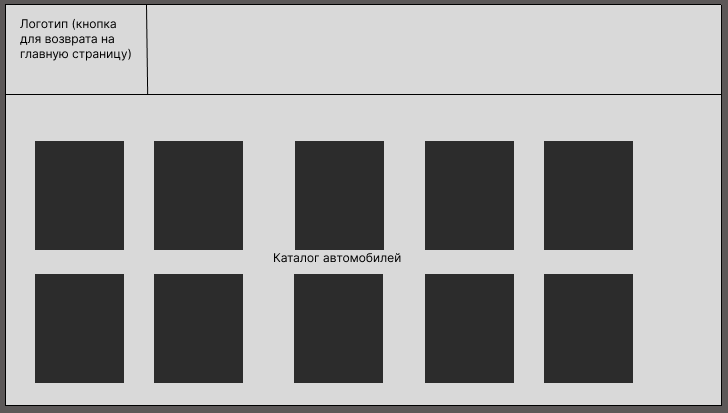 Логотип (кнопка
для возврата на
главную страницу)
Каталог автомобилей